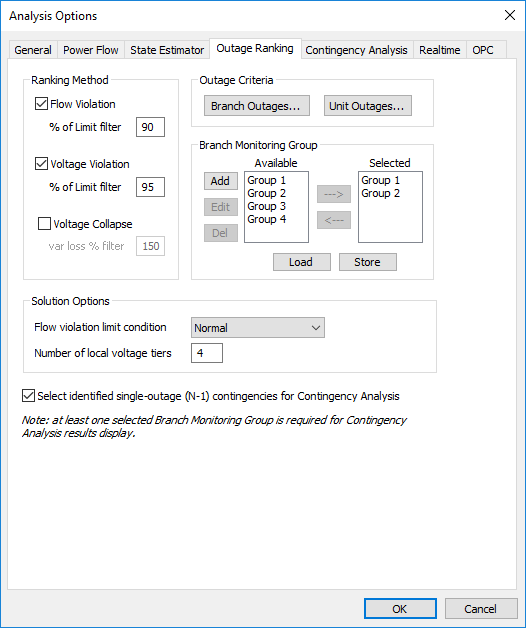 Analysis Options
General Power Flow State Estimator Outage Ranking Contingency Analysis Realtime OPC
Ranking Method
Flow Violation
% of Limit filter 90
Voltage Violation
% of Limit filter 95
Voltage Collapse
var loss % filter 150
Outage Criteria
Branch Outages... Unit Outages...
Branch Monitoring Group
Available Selected
Add
Edit
Del
Group 1
Group 2
Group 3
Group 4
--->
<---
Group 1
Group 2
Load Store
Solution Options
Flow violation limit condition Normal
Number of local voltage tiers 4
Select identified single-outage (N-1) contingencies for Contingency Analysis
Note: at least one selected Branch Monitoring Group is required for Contingency
Analysis results display.
OK Cancel